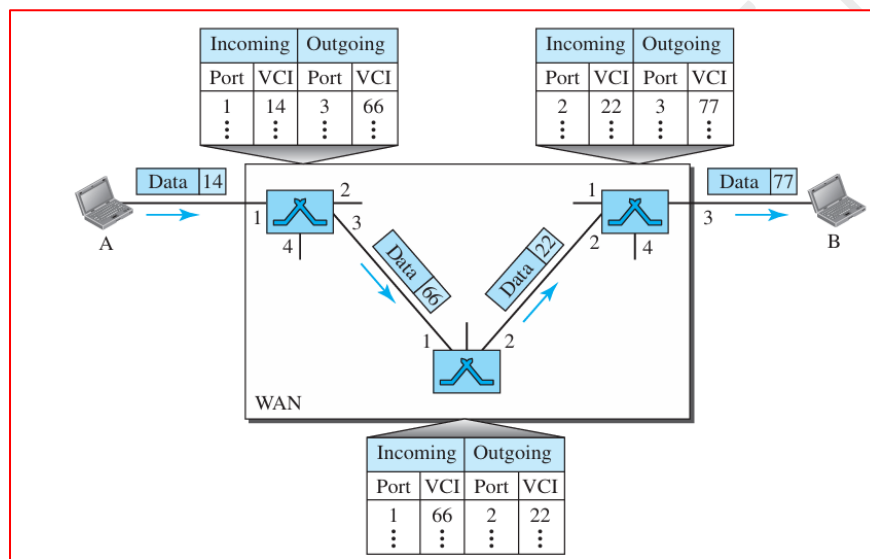 Incoming Outgoing
Port VCI Port VCI
1 14 3 66
⋮ ⋮ ⋮ ⋮
Incoming Outgoing
Port VCI Port VCI
2 22 3 77
⋮ ⋮ ⋮ ⋮
Data 14
A
1
2
3
4
Data 66
1
2
Data 22
1
2
4
3
Data 77
B
WAN
Incoming Outgoing
Port VCI Port VCI
1 66 2 22
⋮ ⋮ ⋮ ⋮